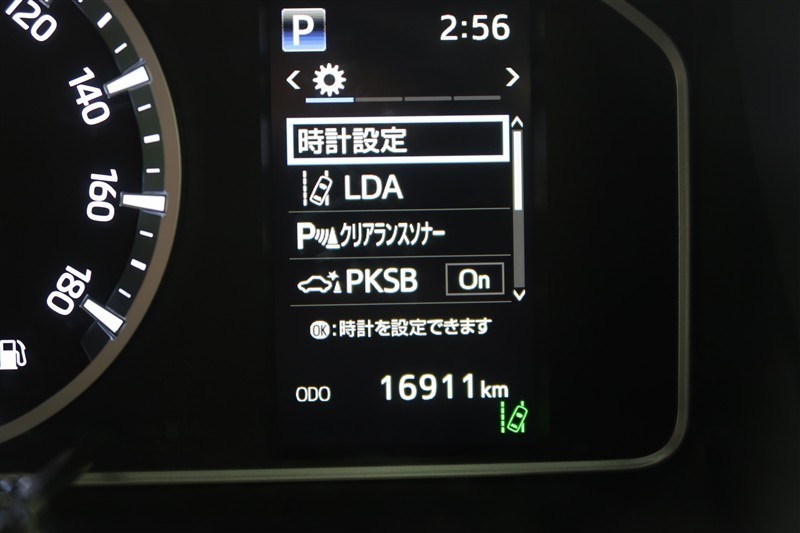 120
140
160
180
P 2:56
時計設定
LDA
Pクリアランスソナー
PKSB On
OK:時計を設定できます
ODO 16911km